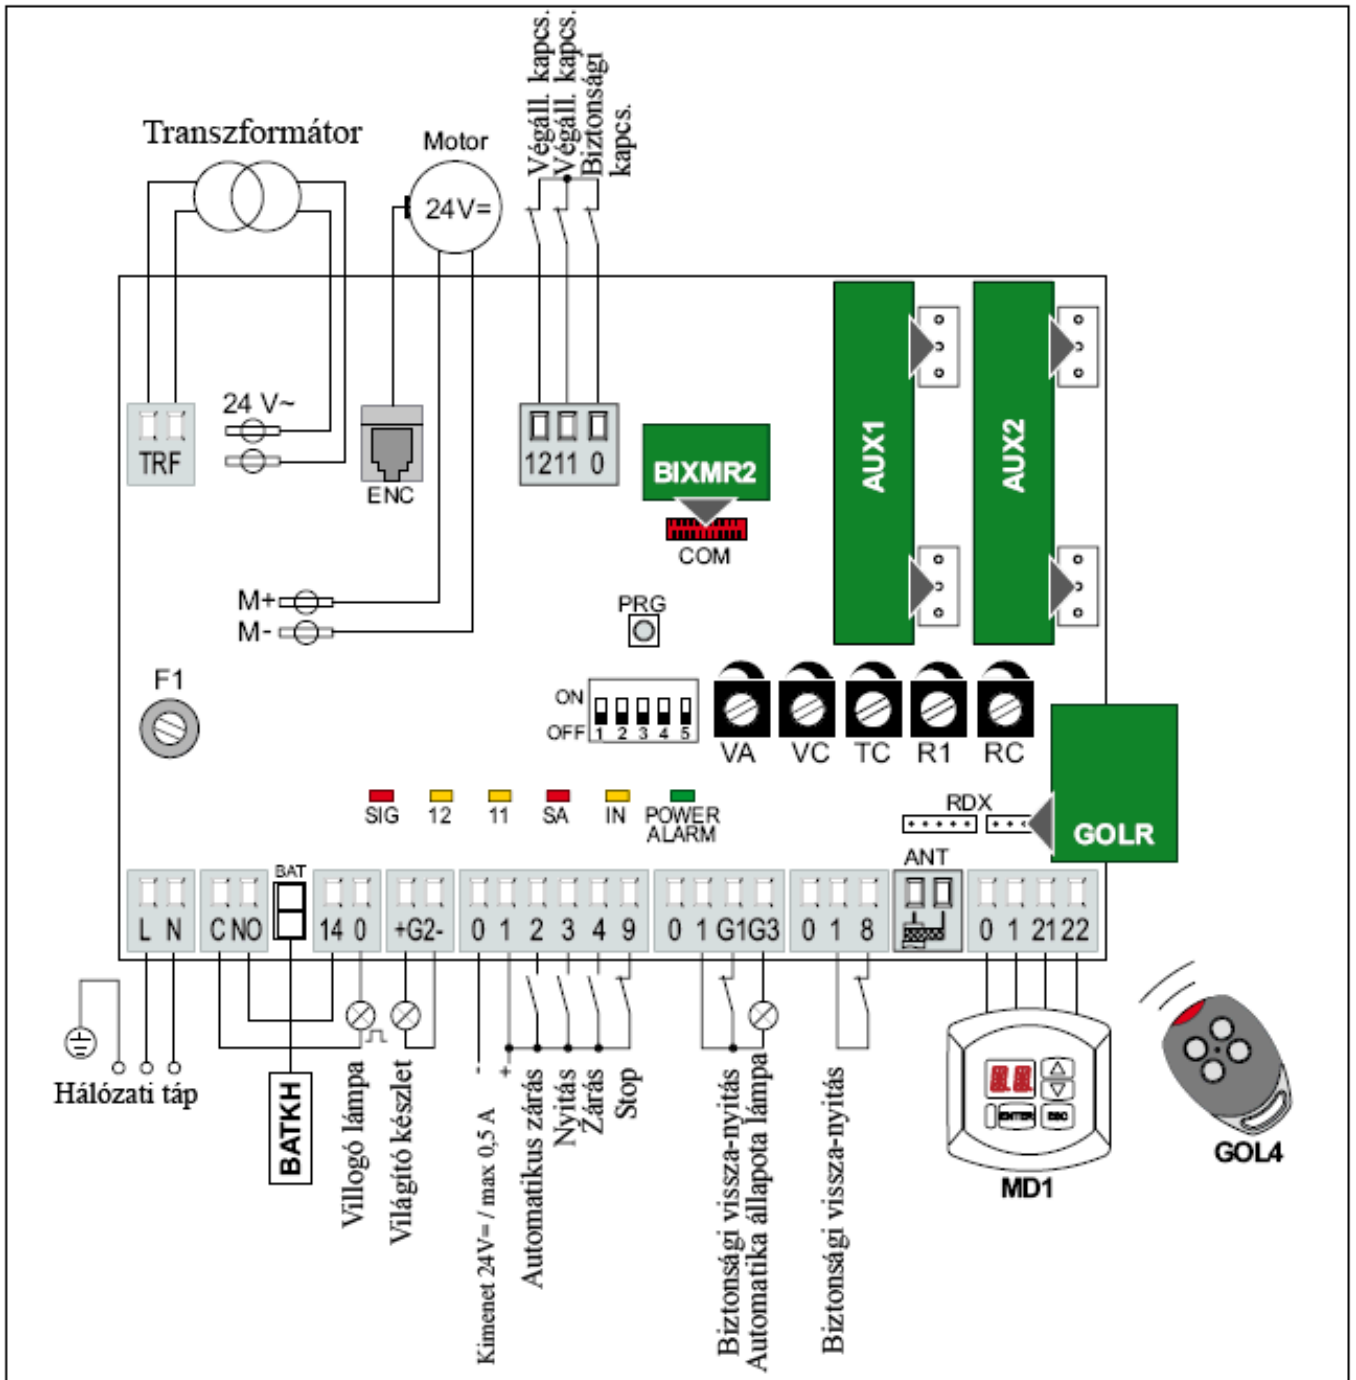 Végáll. kapcs.
Végáll. kapcs.
Biztonsági
kapcs.
Transzformátor
Motor
24V=
24 V~
TRF
ENC
12 11 0
BIXMR2
COM
AUX1
AUX2
M+
M-
PRG
F1
ON
OFF
1 2 3 4 5
VA VC TC R1 RC
SIG 12 11 SA IN POWER
ALARM
RDX
GOLR
ANT
BAT
L N
C NO
14 0
+G2-
0 1 2 3 4 9
0 1 G1 G3
0 1 8
0 1 21 22
- +
Hálózati táp
BATKH
Villogó lámpa
Világító készlet
Kimenet 24V= / max 0,5 A
Automatikus zárás
Nyitás
Zárás
Stop
Biztonsági vissza-nyitás
Automatika állapota lámpa
Biztonsági vissza-nyitás
ENTER
ESC
MD1
GOL4